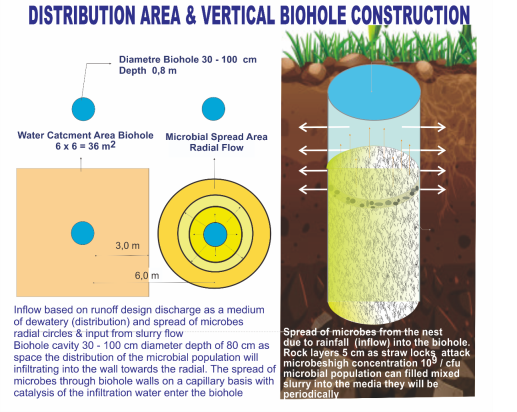 DISTRIBUTION AREA & VERTICAL BIOHOLE CONSTRUCTION
Diametre Biohole 30 - 100 cm
Depth 0,8 m
Water Catcment Area Biohole
6 x 6 = 36 m2
Microbial Spread Area
Radial Flow
3,0 m
6,0 m
Inflow based on runoff design discharge as a medium
of dewatery (distribution) and spread of microbes
radial circles & input from slurry flow
Biohole cavity 30 - 100 cm diameter depth of 80 cm as
space the distribution of the microbial population will
infiltrating into the wall towards the radial. The spread of
microbes through biohole walls on a capillary basis with
catalysis of the infiltration water enter the biohole
Spread of microbes from the nest
due to rainfall (inflow) into the biohole.
Rock layers 5 cm as straw locks attack
microbeshigh concentration 109 / cfu
microbial population can filled mixed
slurry into the media they will be
periodically